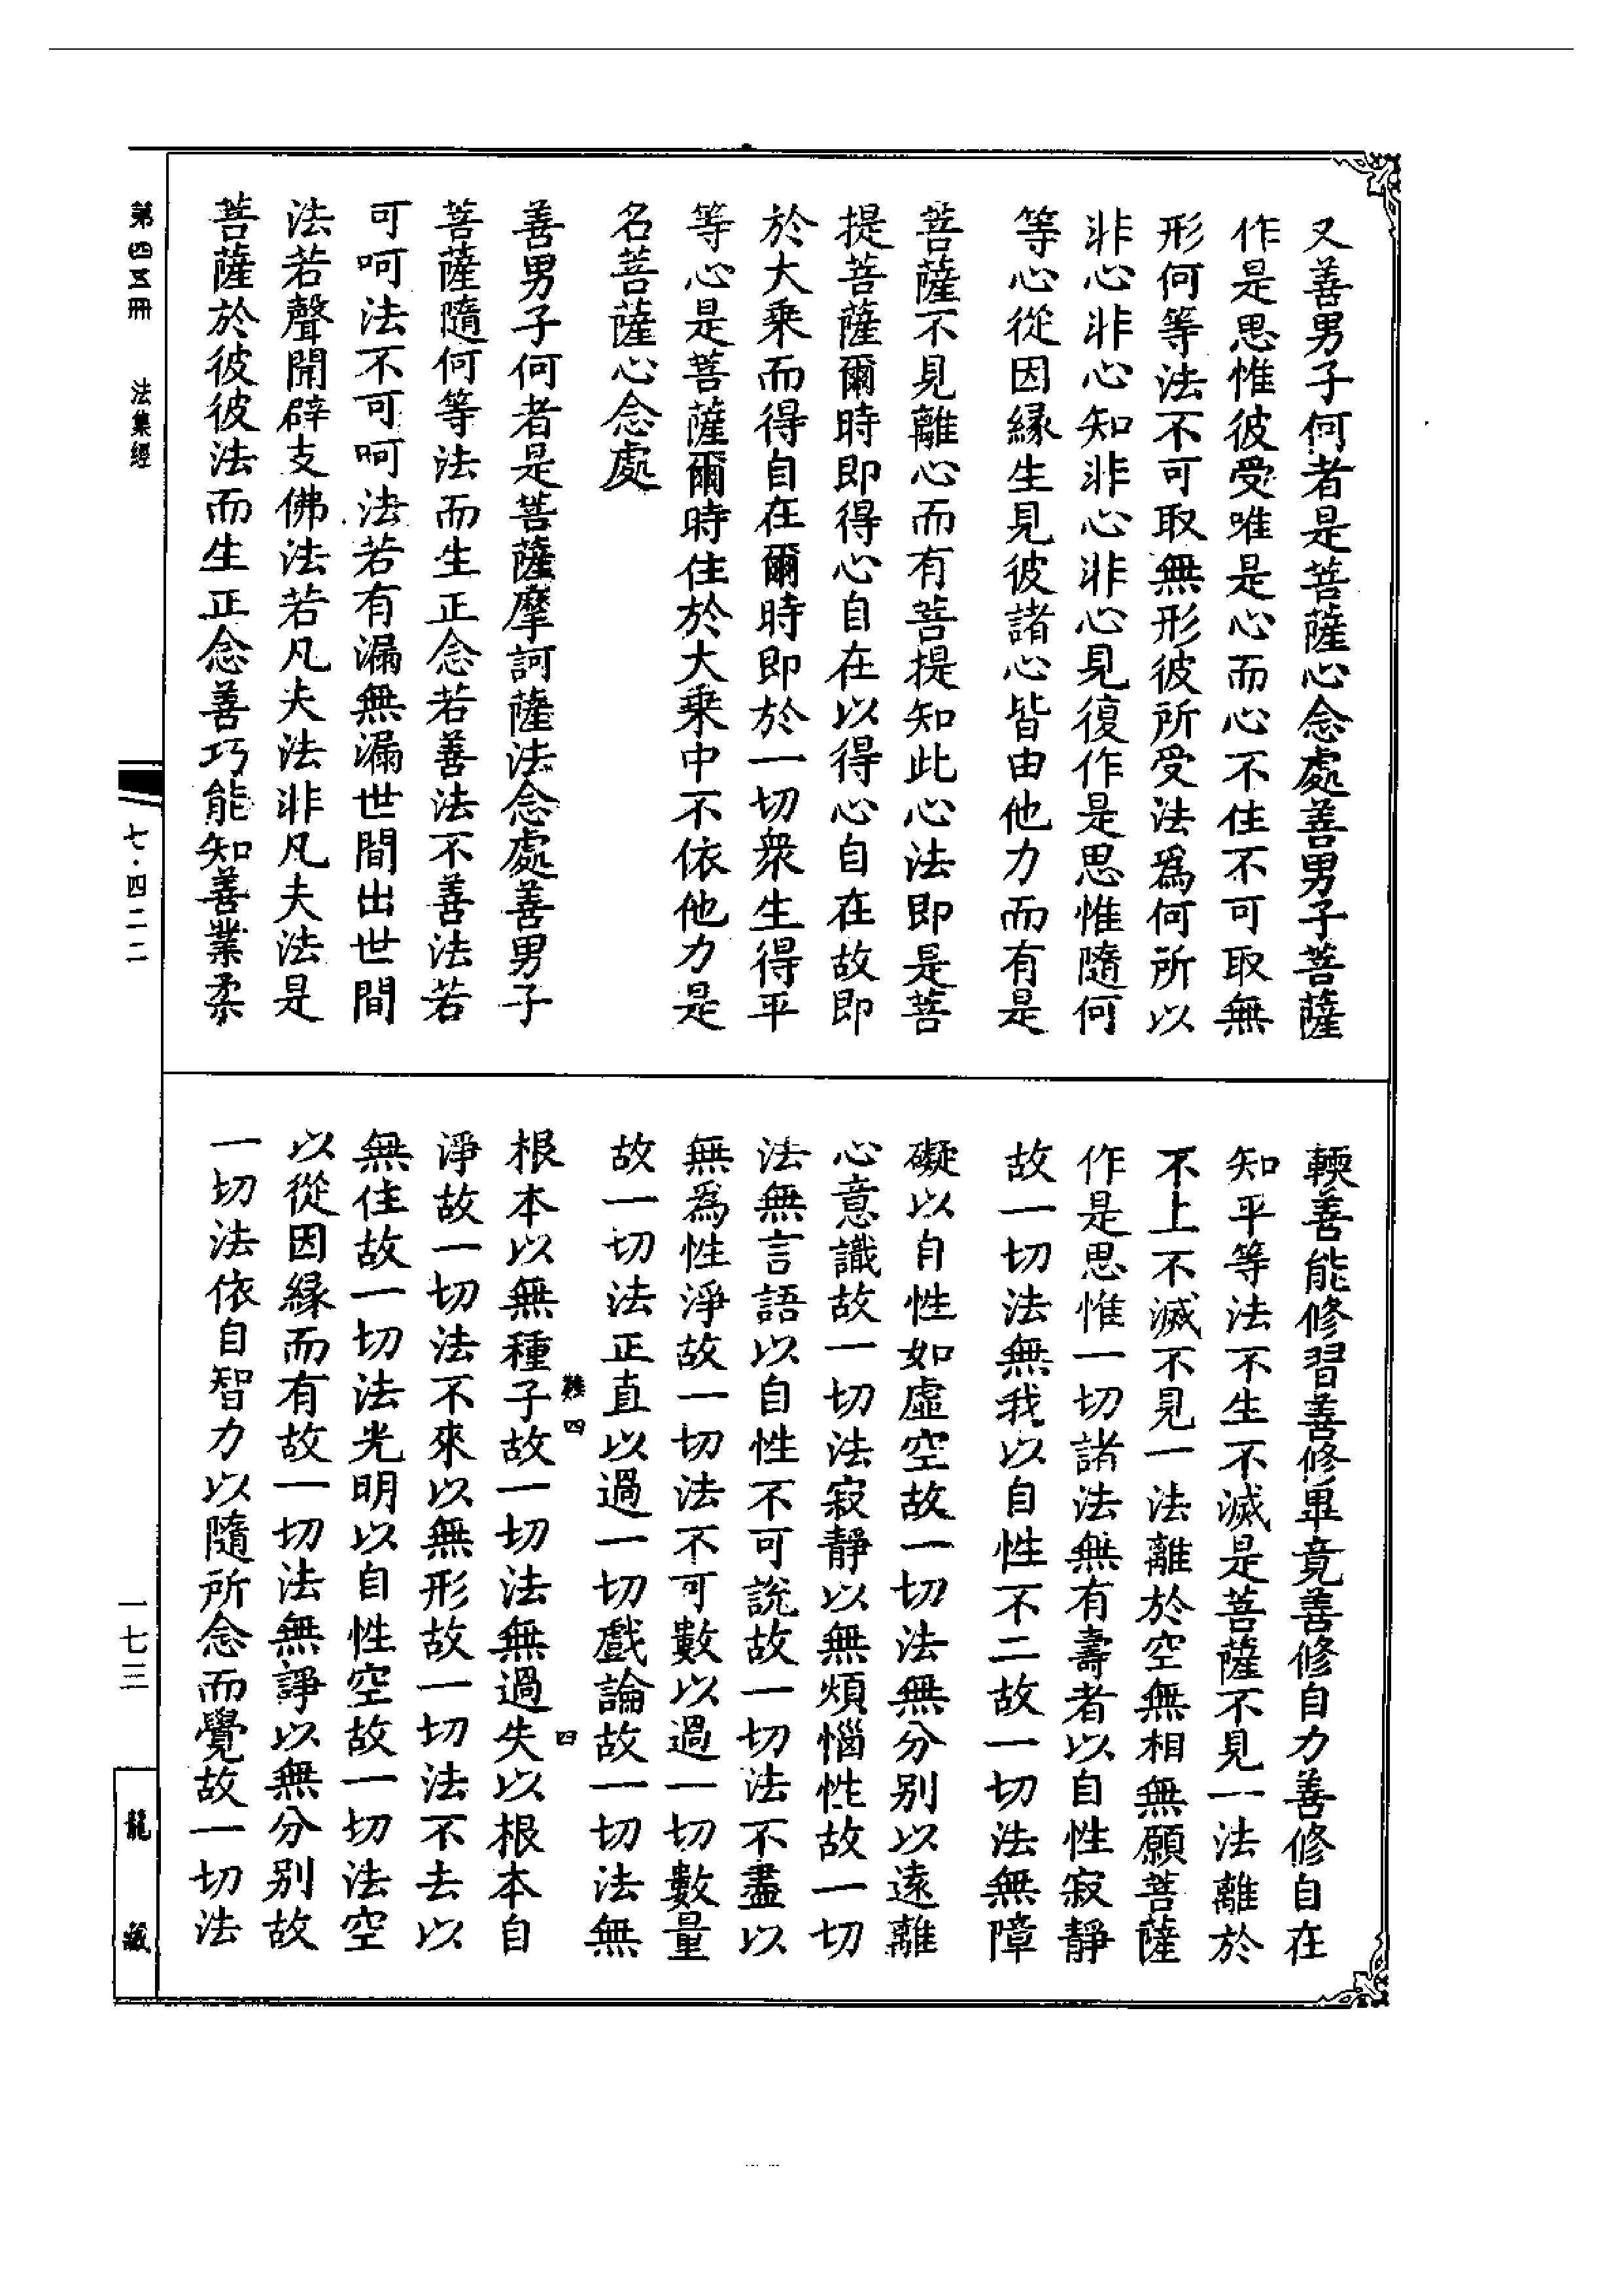 又善男子何者是菩薩心念處善男子菩薩
作是思惟彼受唯是心而心不住不可取無
形何等法不可取無形彼所受法爲何所以
非心非心知非心非心見復作是思惟隨何
等心從因緣生見彼諸心皆由他力而有是
菩薩不見離心而有菩提知此心法即是菩
提菩薩爾時即得心自在以得心自在故即
於大乘而得自在爾時即於一切衆生得平
等心是菩薩爾時住於大乘中不依他力是
名菩薩心念處
善男子何者是菩薩摩訶薩法念處善男子
菩薩隨何等法而生正念若善法不善法若
可呵法不可呵法若有漏無漏世間出世間
法若聲聞辟支佛法若凡夫法非凡夫法是
菩薩於彼彼法而生正念善巧能知善業柔
輭善能修習善修畢竟善修自力善修自在
知平等法不生不滅是菩薩不見一法離於
不上不滅不見一法離於空無相無願菩薩
作是思惟一切諸法無有壽者以自性寂靜
故一切法無我以自性不二故一切法無障
礙以自性如虛空故一切法無分別以遠離
心意識故一切法寂靜以無煩惱性故一切
法無言語以自性不可説故一切法不盡以
無爲性淨故一切法不可數以過一切數量
故一切法正直以過一切戲論故一切法無
根本以無種子故一切法無過失以根本自
淨故一切法不來以無形故一切法不去以
無住故一切法光明以自性空故一切法空
以從因緣而有故一切法無諍以無分別故
一切法依自智力以隨所念而覺故一切法
四
四
第四五冊 法集經
七·四二二
一七三
龍藏